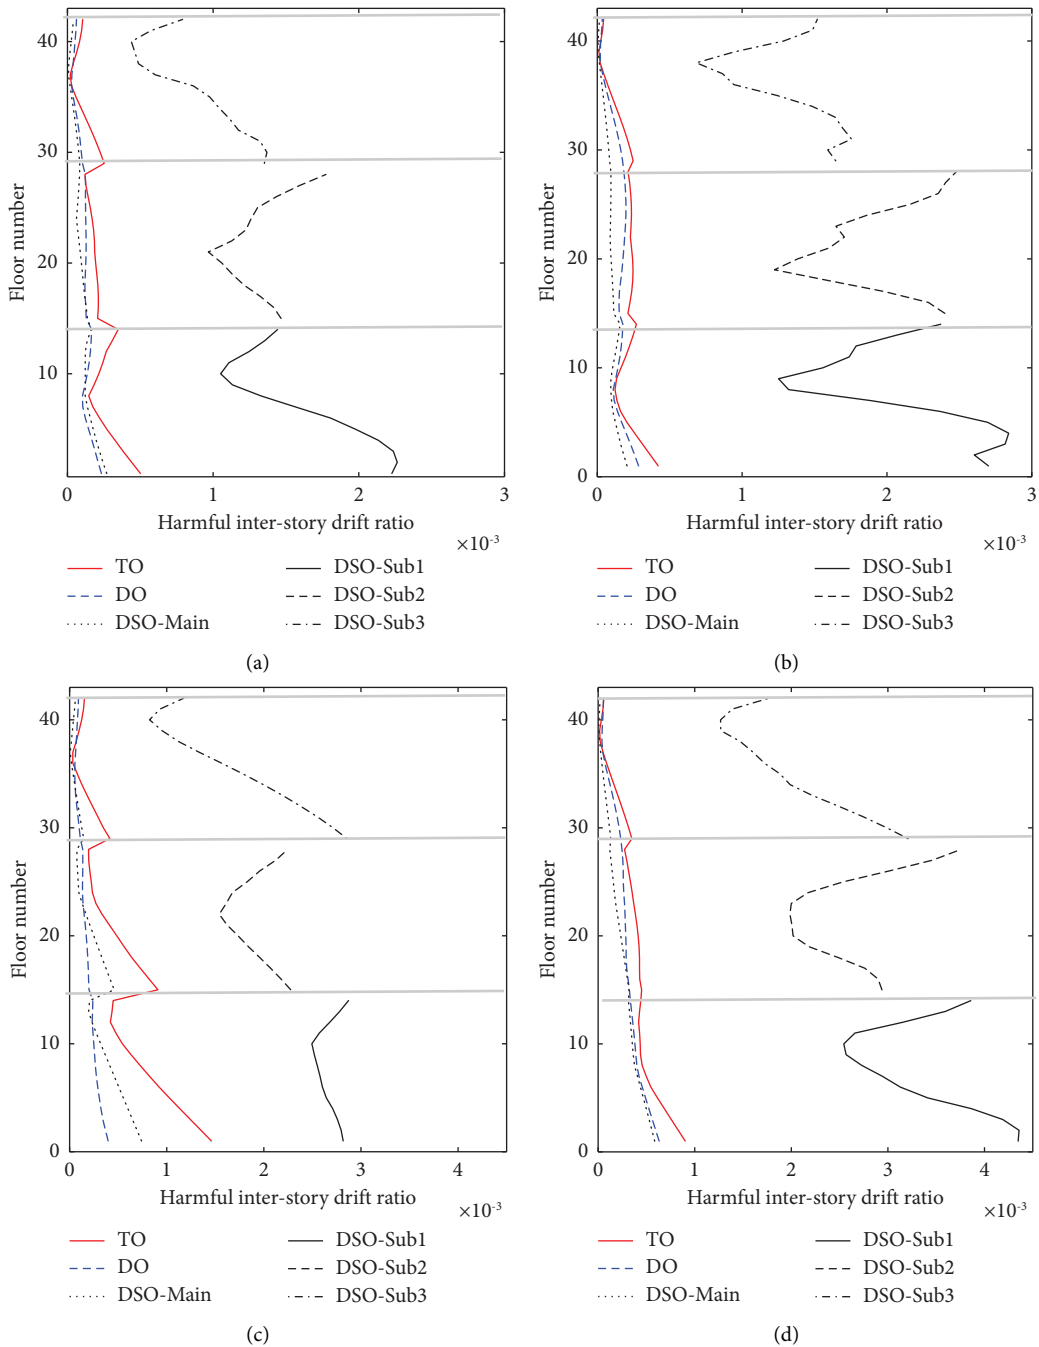 40
30
20
10
0
Floor number
0 1 2 3
Harmful inter-story drift ratio
×10-3
TO
DO
DSO-Main
DSO-Sub1
DSO-Sub2
DSO-Sub3
(a)
40
30
20
10
0
Floor number
0 1 2 3
Harmful inter-story drift ratio
×10-3
TO
DO
DSO-Main
DSO-Sub1
DSO-Sub2
DSO-Sub3
(b)
40
30
20
10
0
Floor number
0 1 2 3 4
Harmful inter-story drift ratio
×10-3
TO
DO
DSO-Main
DSO-Sub1
DSO-Sub2
DSO-Sub3
(c)
40
30
20
10
0
Floor number
0 1 2 3 4
Harmful inter-story drift ratio
×10-3
TO
DO
DSO-Main
DSO-Sub1
DSO-Sub2
DSO-Sub3
(d)